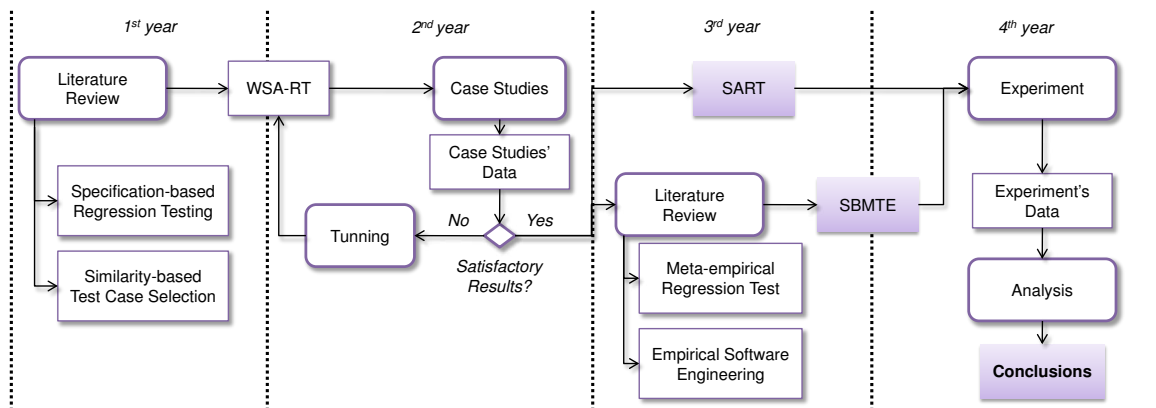 1st year
2nd year
3rd year
4th year
Literature
Review
WSA-RT
Case Studies
SART
Experiment
Case Studies'
Data
Specification-based
Regression Testing
Tunning
No
Yes
Literature
Review
SBMTE
Experiment's
Data
Satisfactory
Results?
Similarity-based
Test Case Selection
Meta-empirical
Regression Test
Analysis
Empirical Software
Engineering
Conclusions